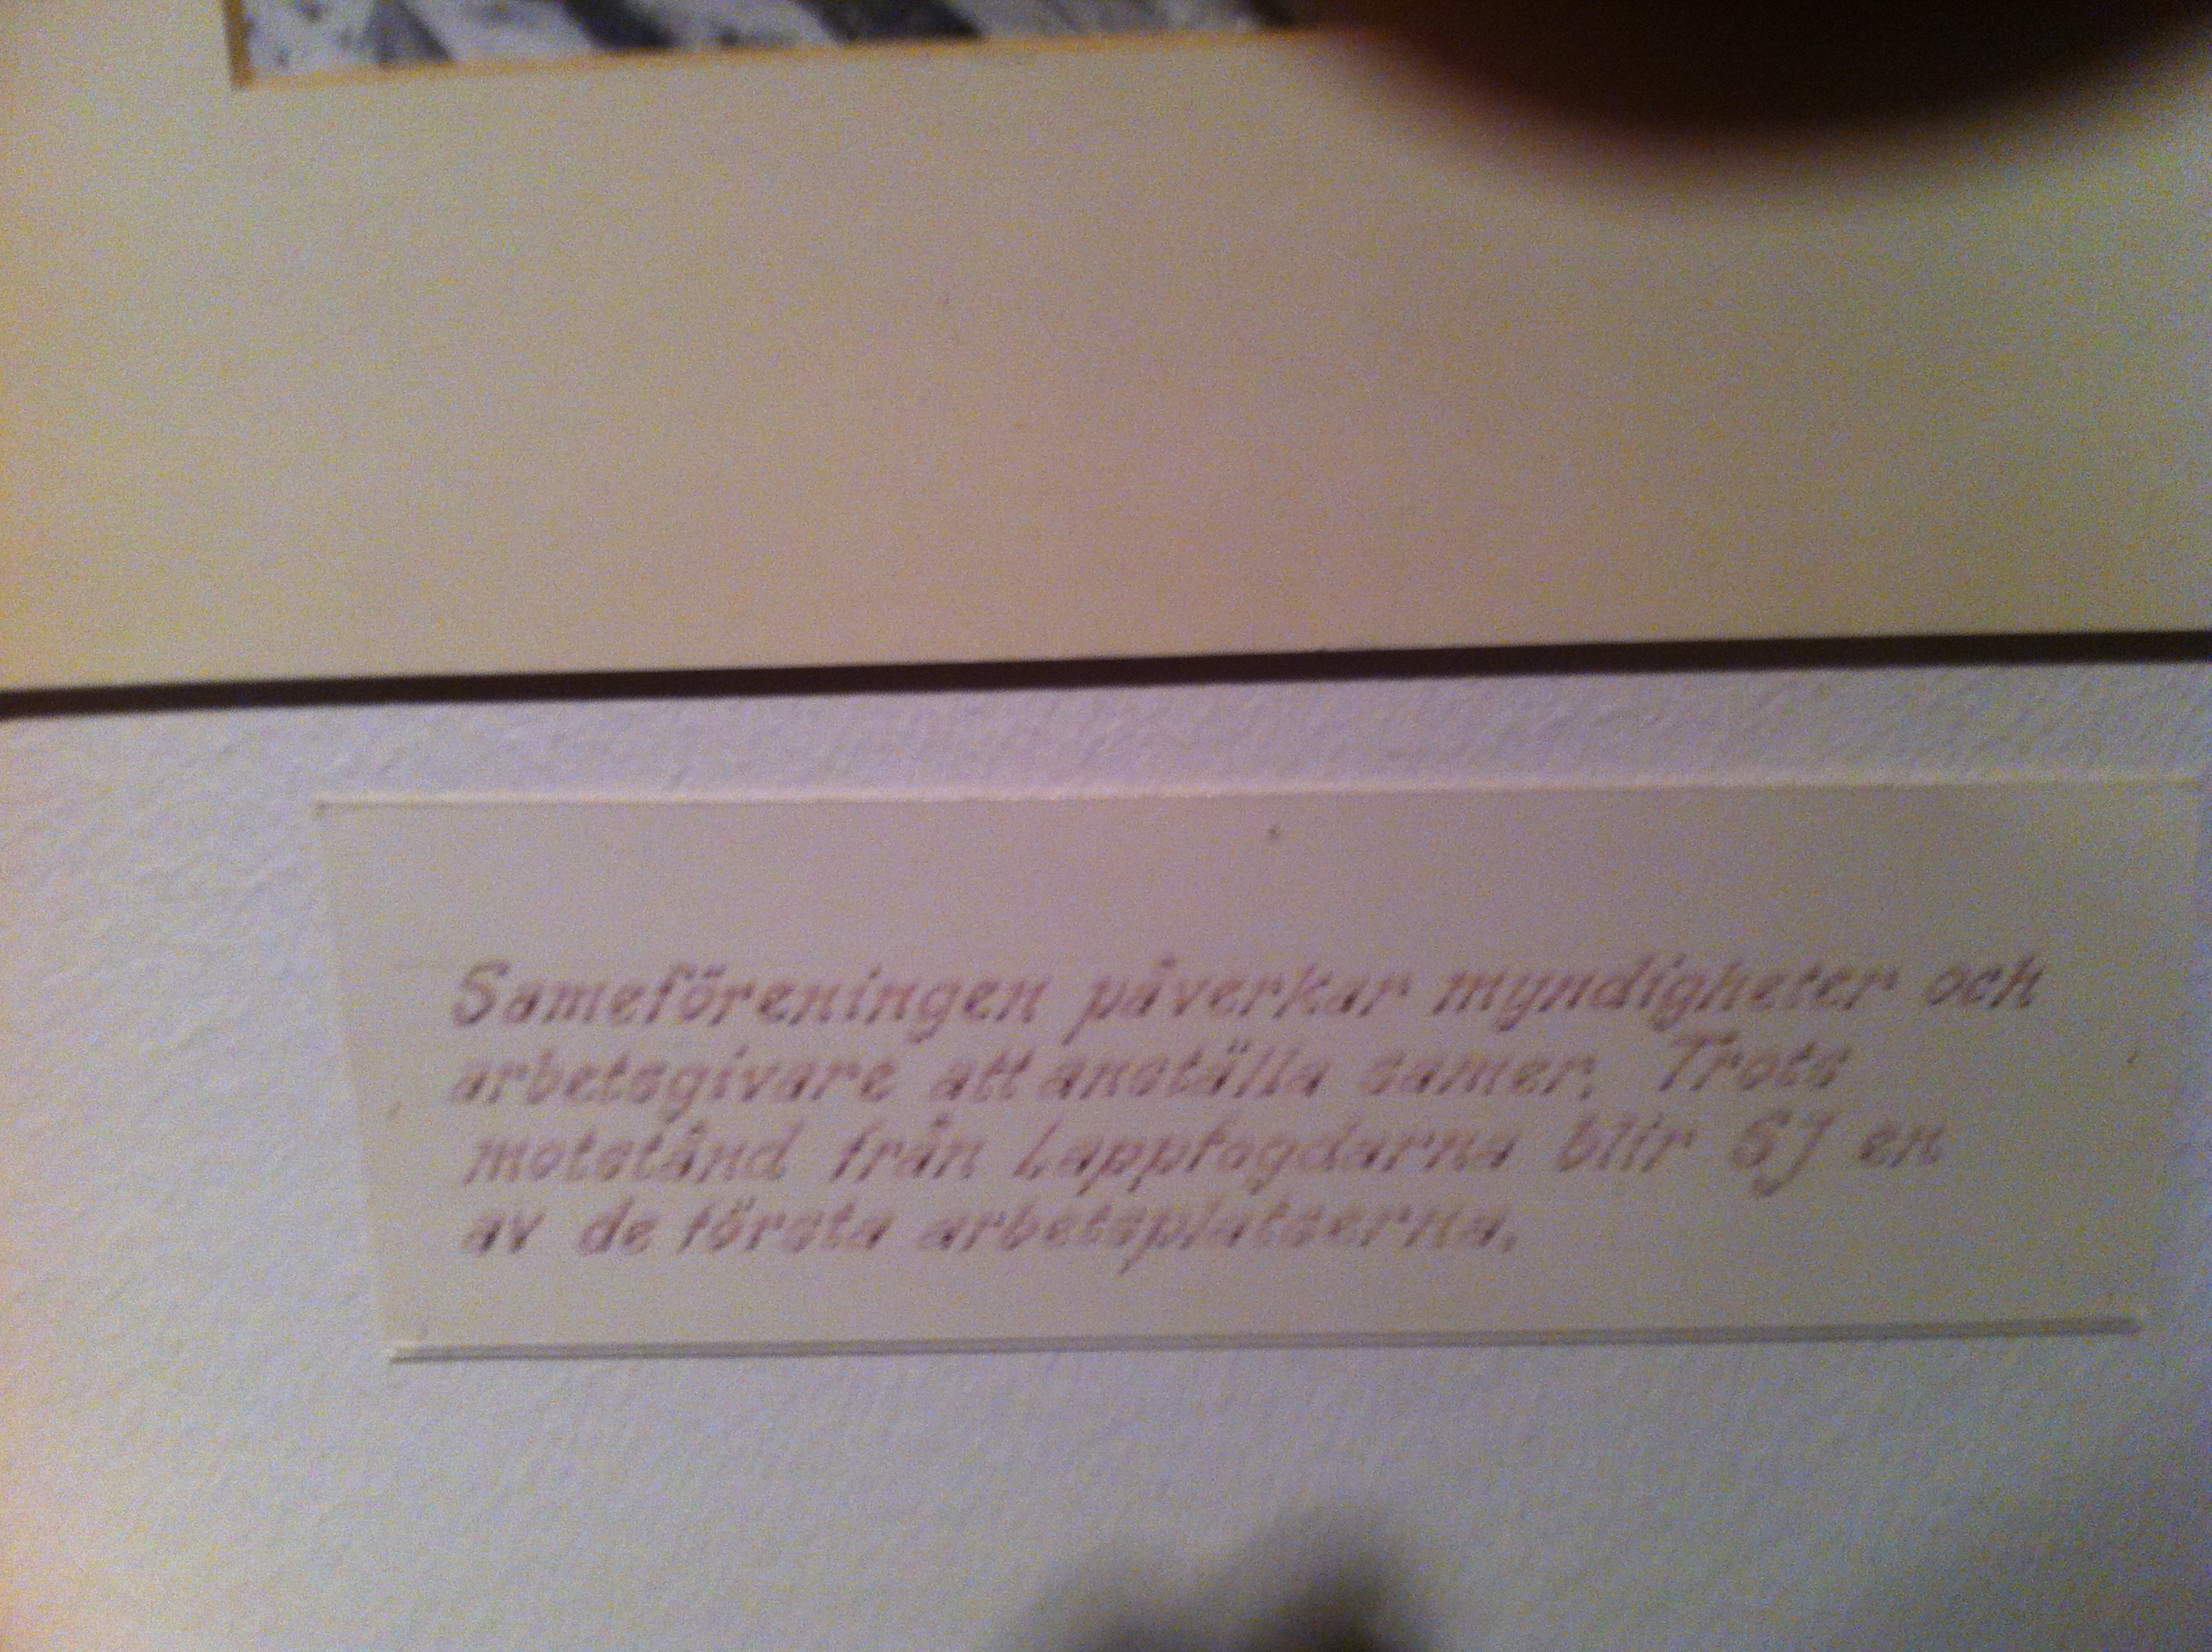 Sameföreningen påverkar myndigheter och
arbetsgivare att anställa samer. Trots
motstånd från Lappfogdarna blir SJ en
av de första arbetsplatserna.